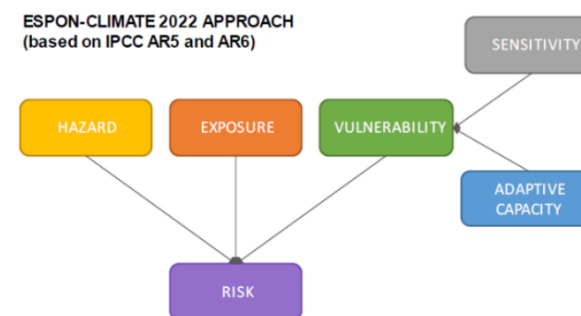 ESPON-CLIMATE 2022 APPROACH
(based on IPCC AR5 and AR6)
SENSITIVITY
HAZARD
EXPOSURE
VULNERABILITY
ADAPTIVE
CAPACITY
RISK